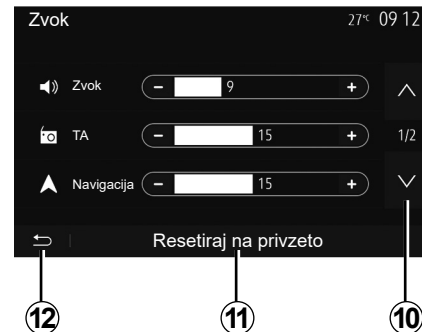 Zvok 27°C 09 12
Zvok - 9 +
TA - 15 +
1/2
Navigacija - 15 +
Resetiraj na privzeto
12 11 10